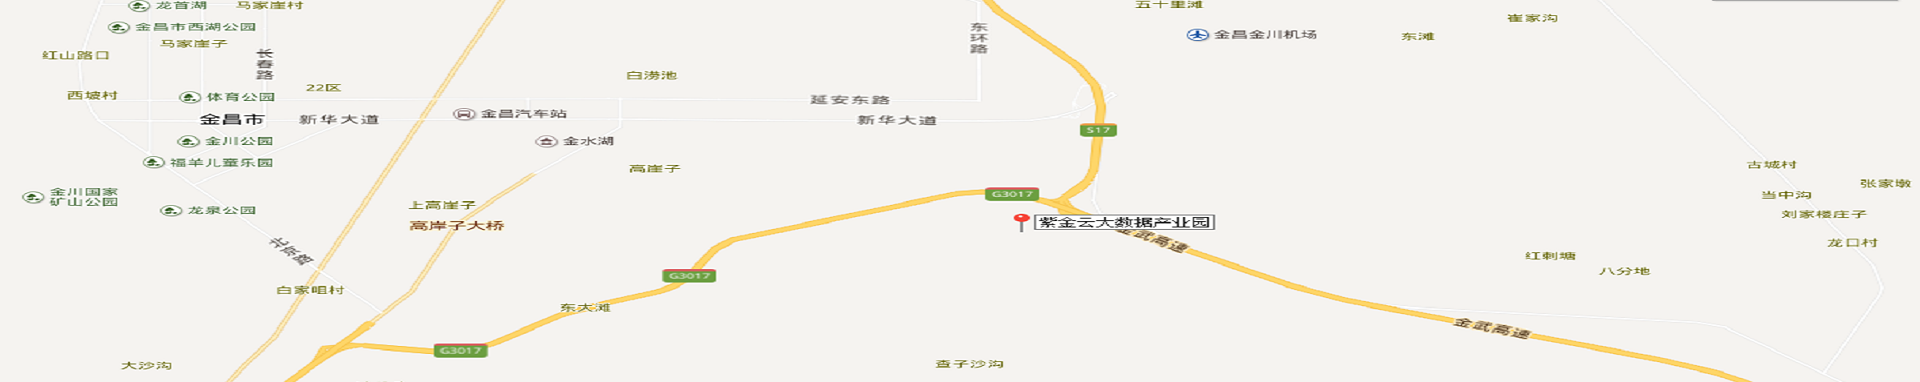 龙首湖
马家崖村
五十里滩
金昌市西湖公园
崔家沟
东环路
金昌金川机场
东滩
马家崖子
红山路口
长春路
白涝池
22区
西坡村
体育公园
延安东路
金昌市
新华大道
金昌汽车站
新华大道
S17
金川公园
金水湖
福羊儿童乐园
高崖子
古城村
张家墩
金川国家
矿山公园
G3017
当中沟
上高崖子
龙泉公园
刘家楼庄子
高岸子大桥
紫金云大数据产业园
金武高速
北京路
龙口村
红刺塘
八分地
G3017
白家咀村
东大滩
金武高速
G3017
大沙沟
查子沙沟